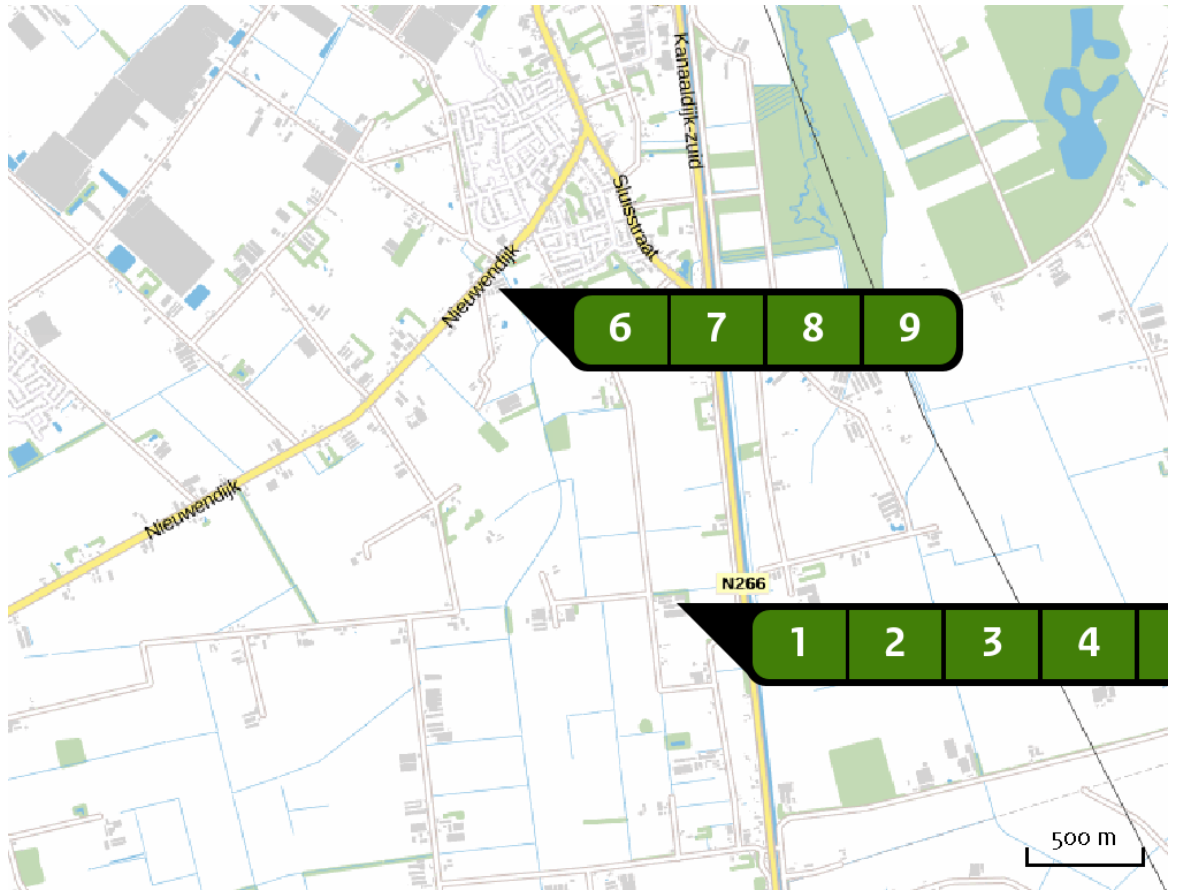 Kanaaldijk-zuid
Sluisstraat
Nieuwendijk
6 7 8 9
Nieuwendijk
N266
1 2 3 4
500 m